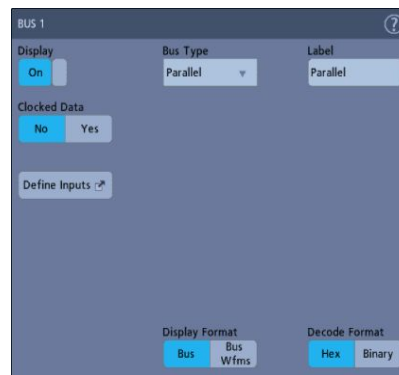 BUS 1 ?
Display Bus Type Label
On Parallel Parallel
Clocked Data
No Yes
Define Inputs
Display Format Decode Format
Bus Bus Wfms Hex Binary